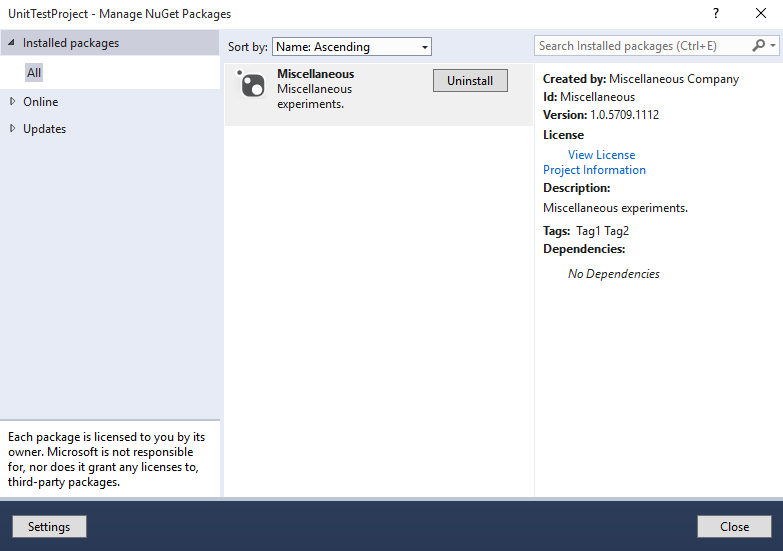 UnitTestProject - Manage NuGet Packages
?
Installed packages
All
Online
Updates
Each package is licensed to you by its
owner. Microsoft is not responsible
for, nor does it grant any licenses to,
third-party packages.
Sort by: Name: Ascending
Miscellaneous
Miscellaneous
experiments.
Uninstall
Search Installed packages (Ctrl+E)
Created by: Miscellaneous Company
Id: Miscellaneous
Version: 1.0.5709.1112
License
View License
Project Information
Description:
Miscellaneous experiments.
Tags: Tag1 Tag2
Dependencies:
No Dependencies
Settings
Close